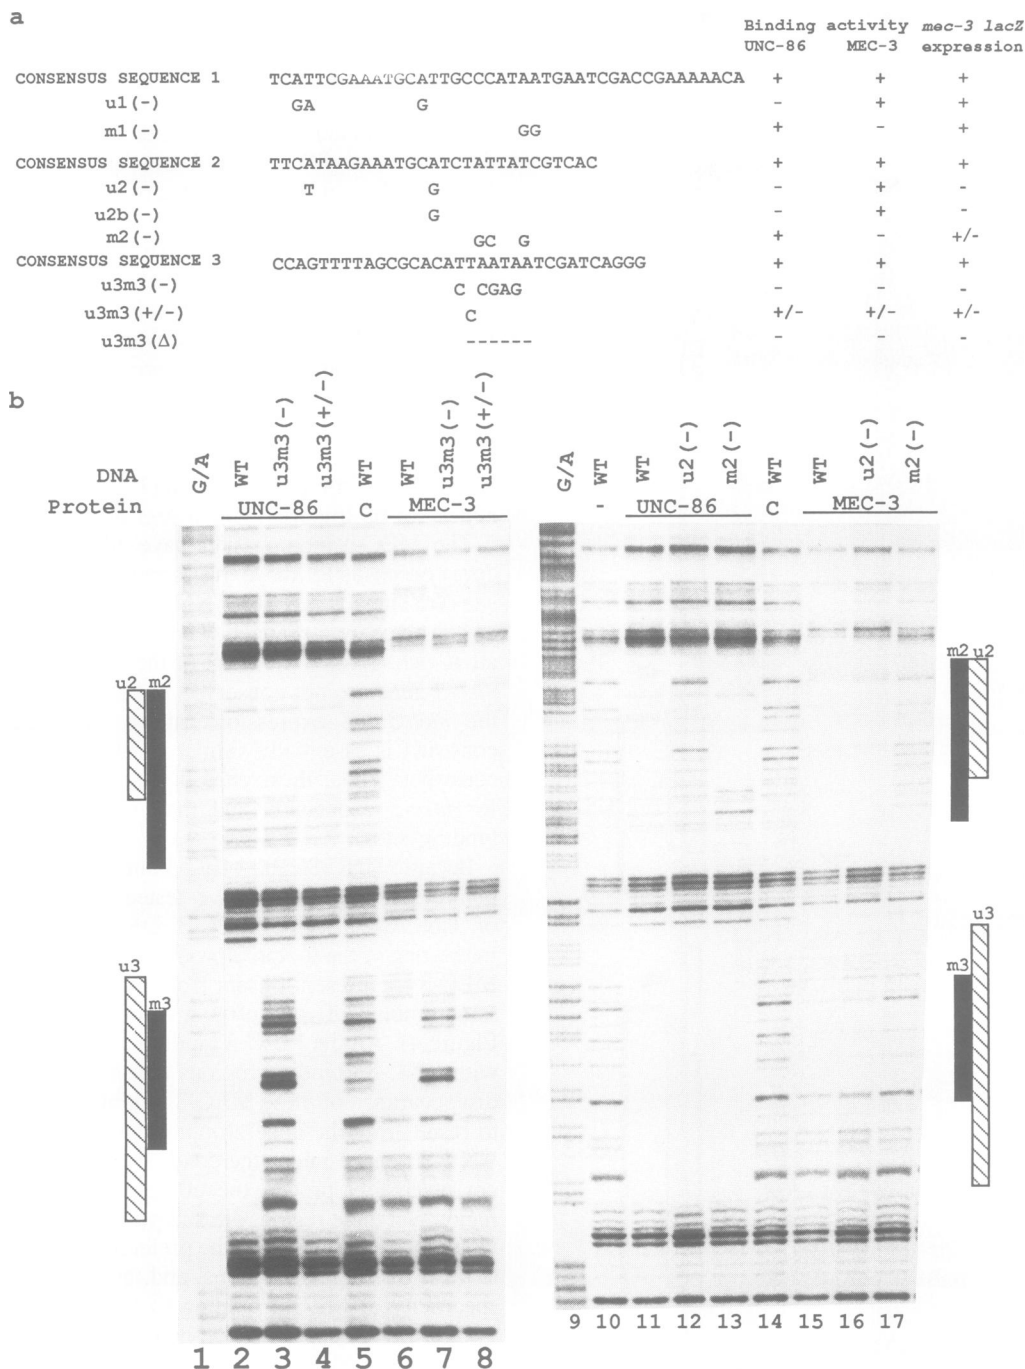 a
Binding activity mec-3 lacZ
UNC-86 MEC-3 expression
CONSENSUS SEQUENCE 1 TCATTCGAAATGCATTGCCCATAATGAATCGACCGAAAAACA + + +
u1(-) GA G - + +
m1(-) GG + - +
CONSENSUS SEQUENCE 2 TTCATAAGAAATGCATCTATTATCGTCAC + + +
u2(-) T G - + -
u2b(-) G - + -
m2(-) GC G + - +/-
CONSENSUS SEQUENCE 3 CCAGTTTTAGCGCACATTAATAATCGATCAGGG + + +
u3m3(-) C CGAG - - -
u3m3(+/-) C +/- +/- +/-
u3m3(Δ) ------ - - -
b
DNA G/A WT u3m3(-) u3m3(+/-) WT WT u3m3(-) u3m3(+/-) G/A WT WT u2(-) m2(-) WT WT u2(-) m2(-)
Protein UNC-86 C MEC-3 - UNC-86 C MEC-3
u2 m2
m2 u2
u3
m3
u3
m3
1 2 3 4 5 6 7 8
9 10 11 12 13 14 15 16 17